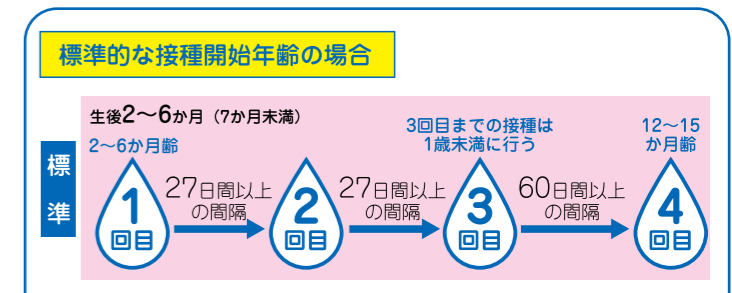 標準的な接種開始年齢の場合
生後2〜6か月（7か月未満）
2〜6か月齢
3回目までの接種は
1歳未満に行う
12〜15
か月齢
標準
1
回目
27日間以上
の間隔
2
回目
27日間以上
の間隔
3
回目
60日間以上
の間隔
4
回目